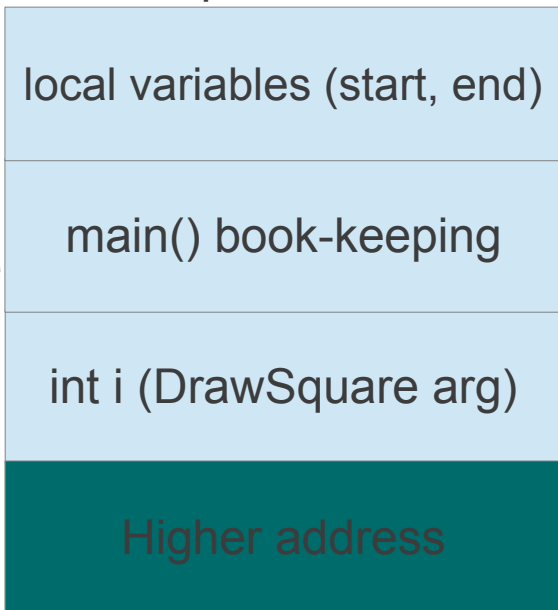 local variables (start, end)
main() book-keeping
int i (DrawSquare arg)
Higher address